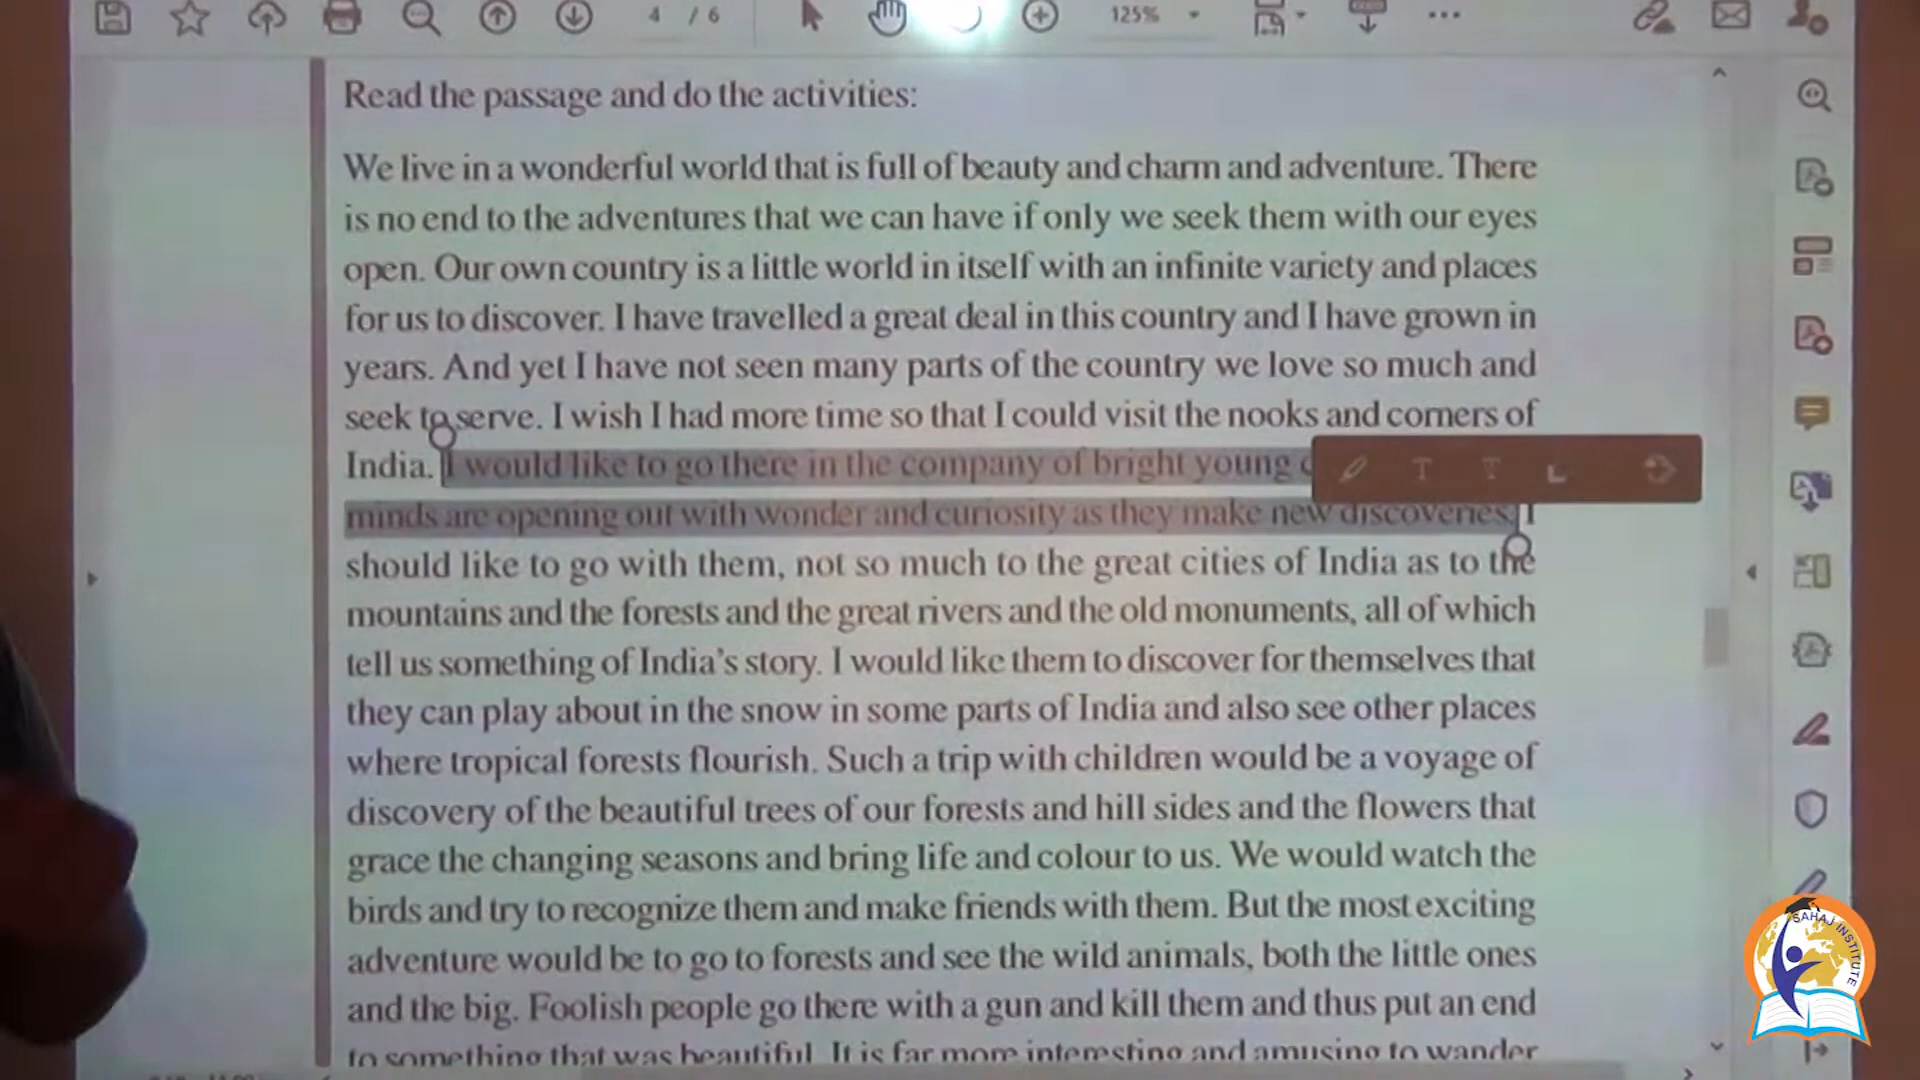 4 / 6
125%
Read the passage and do the activities:
We live in a wonderful world that is full of beauty and charm and adventure. There
is no end to the adventures that we can have if only we seek them with our eyes
open. Our own country is a little world in itself with an infinite variety and places
for us to discover. I have travelled a great deal in this country and I have grown in
years. And yet I have not seen many parts of the country we love so much and
seek to serve. I wish I had more time so that I could visit the nooks and corners of
India. I would like to go there in the company of bright young
minds are opening out with wonder and curiosity as they make new discoveries. I
should like to go with them, not so much to the great cities of India as to the
mountains and the forests and the great rivers and the old monuments, all of which
tell us something of India's story. I would like them to discover for themselves that
they can play about in the snow in some parts of India and also see other places
where tropical forests flourish. Such a trip with children would be a voyage of
discovery of the beautiful trees of our forests and hill sides and the flowers that
grace the changing seasons and bring life and colour to us. We would watch the
birds and try to recognize them and make friends with them. But the most exciting
adventure would be to go to forests and see the wild animals, both the little ones
and the big. Foolish people go there with a gun and kill them and thus put an end
to something that was beautiful. It is far more interesting and amusing to wander
SAHAJ INSTITUTE